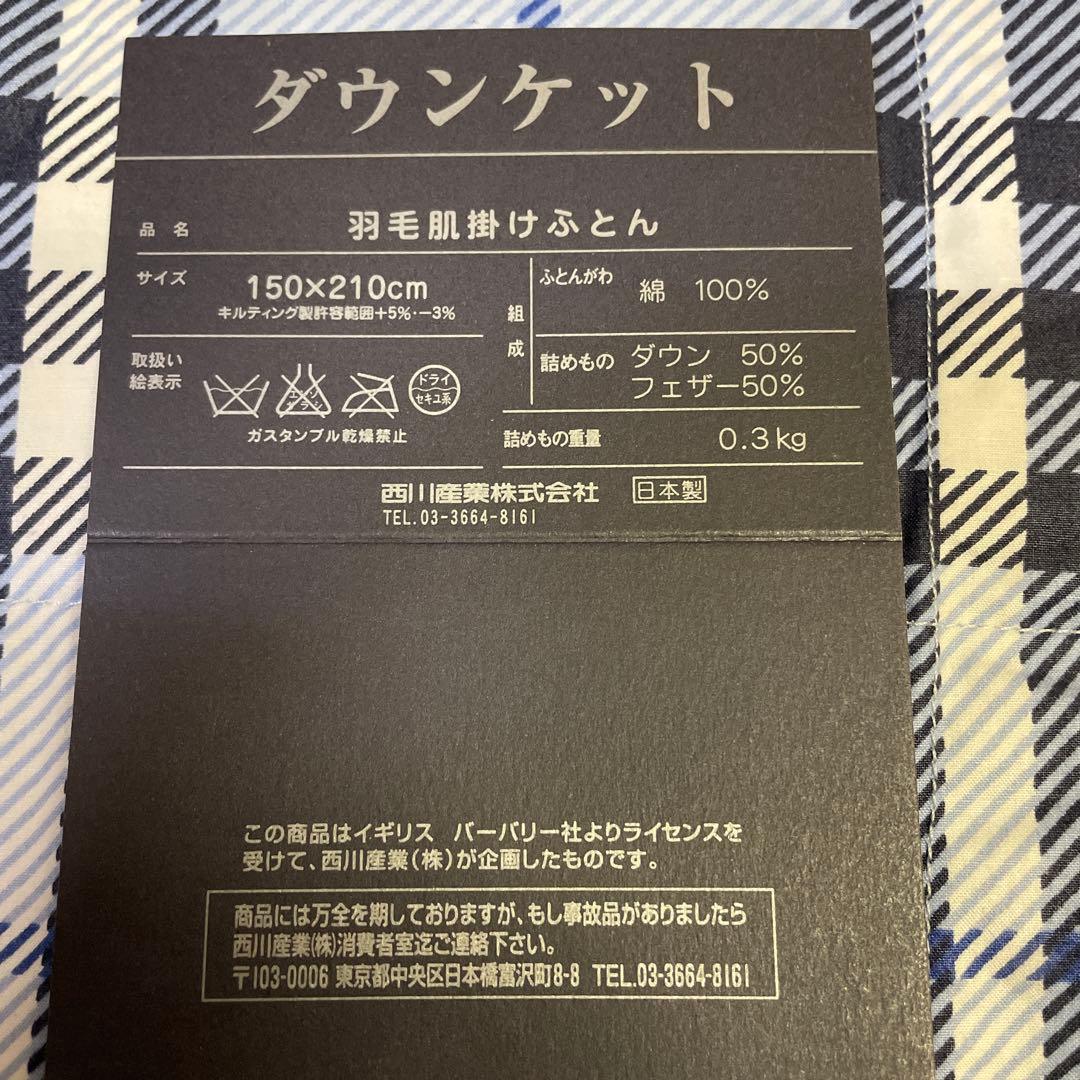 ダウンケット
品名 羽毛肌掛けふとん
サイズ 150×210cm
キルティング製許容範囲+5%·−3%
取扱い
絵表示
エンソ
サラシ
ドライ
セキユ系
ガスタンブル乾燥禁止
組成
ふとんがわ 綿 100%
詰めもの ダウン 50%
フェザー50%
詰めもの重量 0.3kg
西川産業株式会社 日本製
TEL.03-3664-8161
この商品はイギリス バーバリー社よりライセンスを
受けて、西川産業(株)が企画したものです。
商品には万全を期しておりますが、もし事故品がありましたら
西川産業(株)消費者室迄ご連絡下さい。
〒103-0006 東京都中央区日本橋富沢町8-8 TEL.03-3664-8161